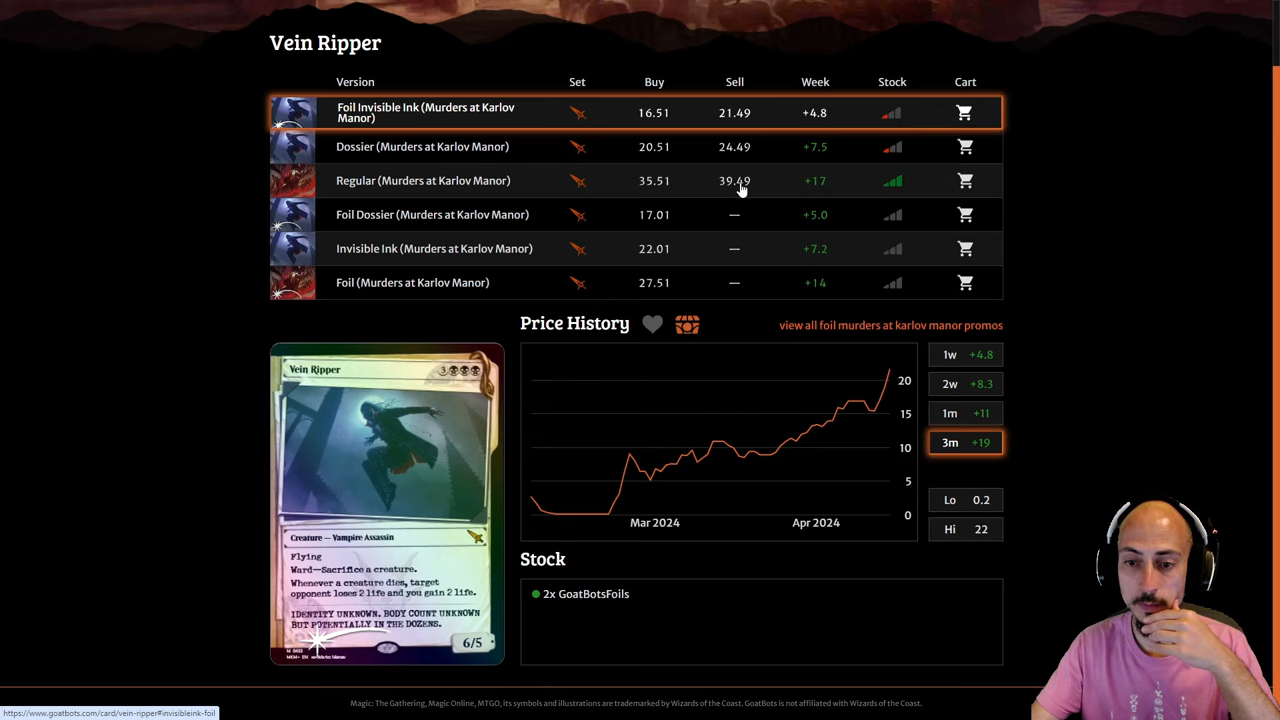 Vein Ripper
Version Set Buy Sell Week Stock Cart
Foil Invisible Ink (Murders at Karlov
Manor) 16.51 21.49 +4.8
Dossier (Murders at Karlov Manor) 20.51 24.49 +7.5
Regular (Murders at Karlov Manor) 35.51 39.49 +17
Foil Dossier (Murders at Karlov Manor) 17.01 — +5.0
Invisible Ink (Murders at Karlov Manor) 22.01 — +7.2
Foil (Murders at Karlov Manor) 27.51 — +14
Price History
view all foil murders at karlov manor promos
Vein Ripper 3
Creature — Vampire Assassin
Flying
Ward—Sacrifice a creature.
Whenever a creature dies, target
opponent loses 2 life and you gain 2 life.
IDENTITY UNKNOWN. BODY COUNT UNKNOWN
BUT POTENTIALLY IN THE DOZENS.
6/5
20
15
10
5
0
Mar 2024 Apr 2024
1w +4.8
2w +8.3
1m +11
3m +19
Lo 0.2
Hi 22
Stock
2x GoatBotsFoils
Magic: The Gathering, Magic Online, MTGO, its symbols and illustrations are trademarked by Wizards of the Coast. GoatBots is not affiliated with Wizards of the Coast.
https://www.goatbots.com/card/vein-ripper#invisibleink-foil